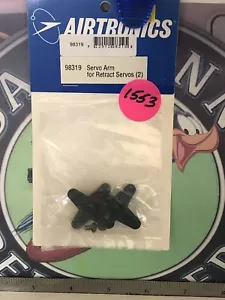 AIRTRONICS
98319
98319 Servo Arm
for Retract Servos (2)
1553